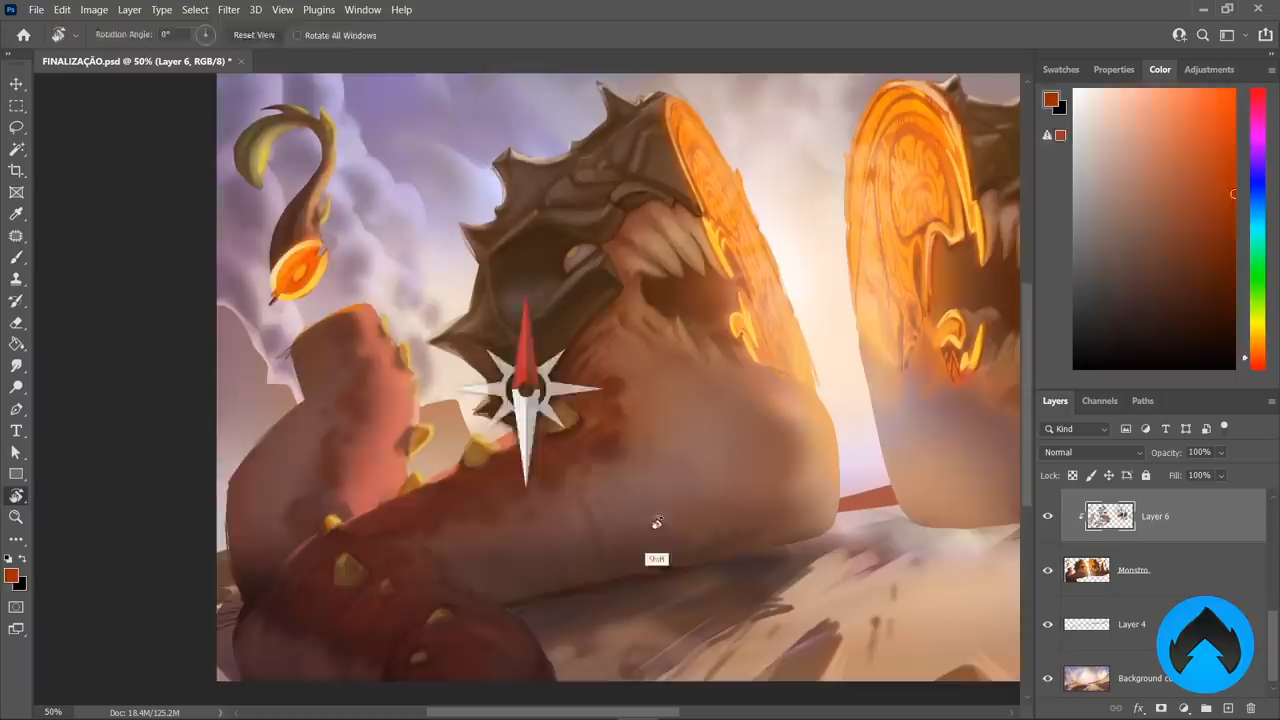 Ps File Edit Image Layer Type Select Filter 3D View Plugins Window Help
Rotation Angle: 0° Reset View Rotate All Windows
FINALIZAÇÃO.psd @ 50% (Layer 6, RGB/8) *
Swatches Properties Color Adjustments
Layers Channels Paths
Kind
Normal Opacity: 100%
Lock: Fill: 100%
Layer 6
Shift
Monstro
Layer 4
Background co
50% Doc: 18.4M/125.2M